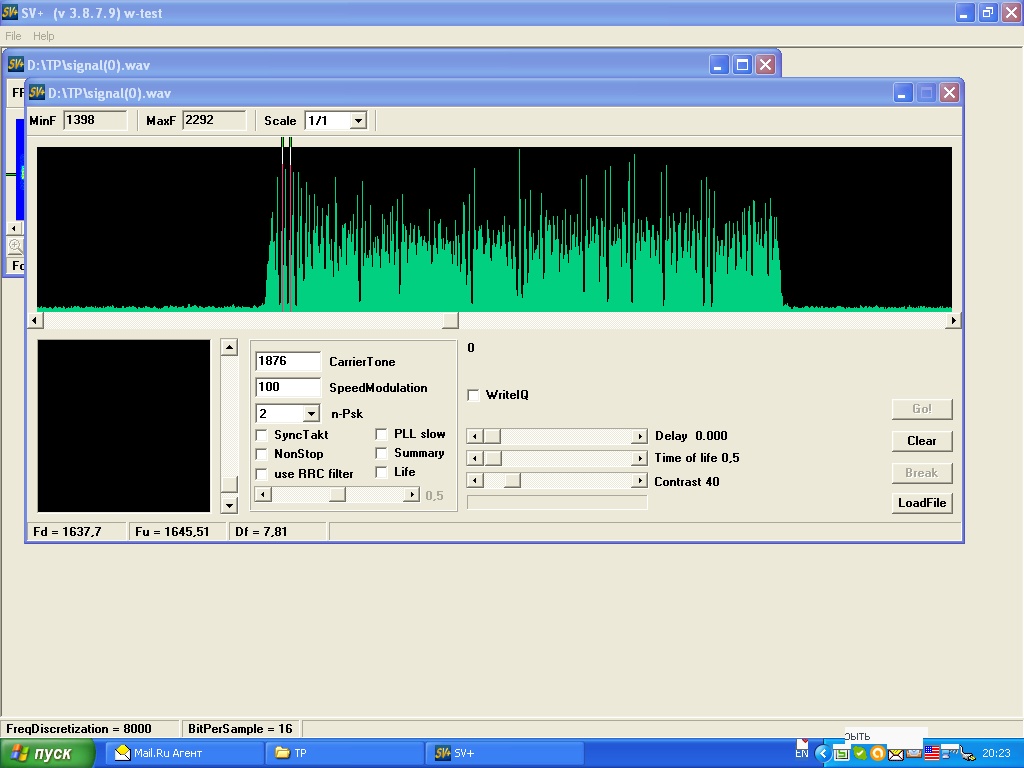 SV+ (v 3.8.7.9) w-test
File Help
D:\TP\signal(0).wav
D:\TP\signal(0).wav
MinF 1398 MaxF 2292 Scale 1/1
0
1876 CarrierTone
100 SpeedModulation
2 n-Psk
SyncTakt PLL slow
NonStop Summary
use RRC filter Life
0,5
WriteIQ
Delay 0.000
Time of life 0,5
Contrast 40
Go!
Clear
Break
LoadFile
Fd = 1637,7 Fu = 1645,51 Df = 7,81
FreqDiscretization = 8000 BitPerSample = 16
пуск Mail.Ru Агент TP SV+ EN 20:23